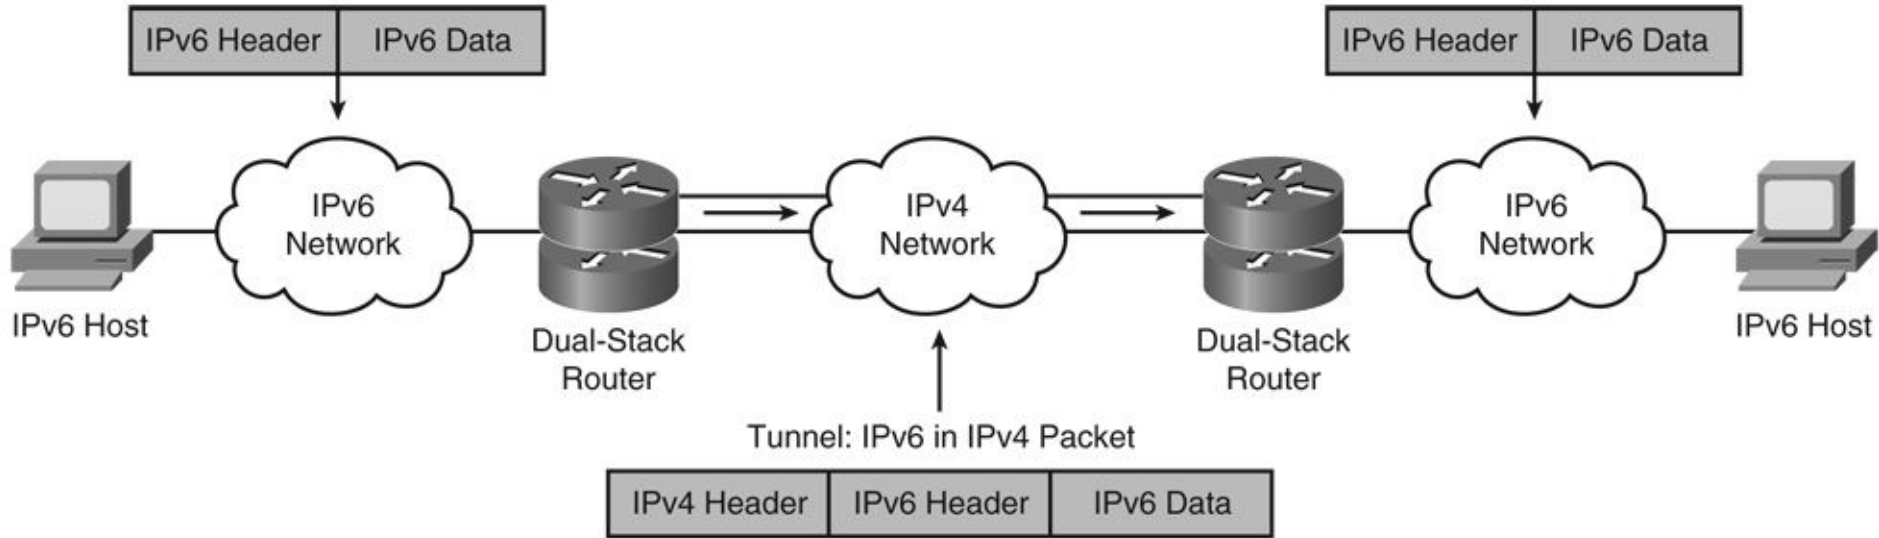 IPv6 Header IPv6 Data
IPv6 Header IPv6 Data
IPv6
Network
IPv4
Network
IPv6
Network
IPv6 Host
Dual-Stack
Router
Dual-Stack
Router
IPv6 Host
Tunnel: IPv6 in IPv4 Packet
IPv4 Header IPv6 Header IPv6 Data